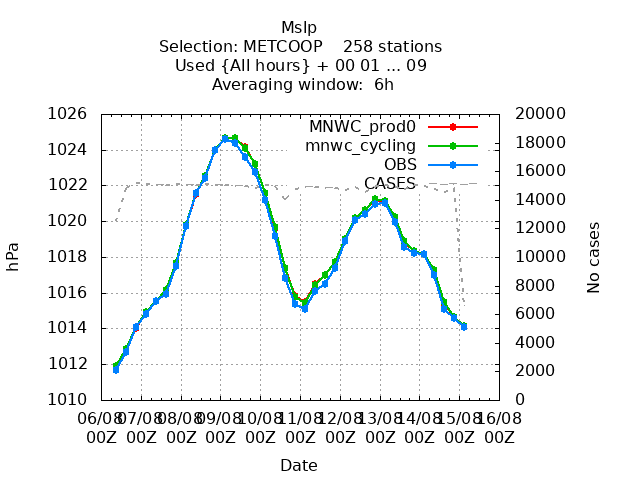 Mslp
Selection: METCOOP    258 stations
Used {All hours} + 00 01 ... 09
Averaging window:  6h
1026
1024
1022
1020
1018
1016
1014
1012
1010
hPa
MNWC_prod0
mnwc_cycling
OBS
CASES
20000
18000
16000
14000
12000
10000
8000
6000
4000
2000
0
No cases
06/08 07/08 08/08 09/08 10/08 11/08 12/08 13/08 14/08 15/08 16/08
00Z 00Z 00Z 00Z 00Z 00Z 00Z 00Z 00Z 00Z 00Z
Date